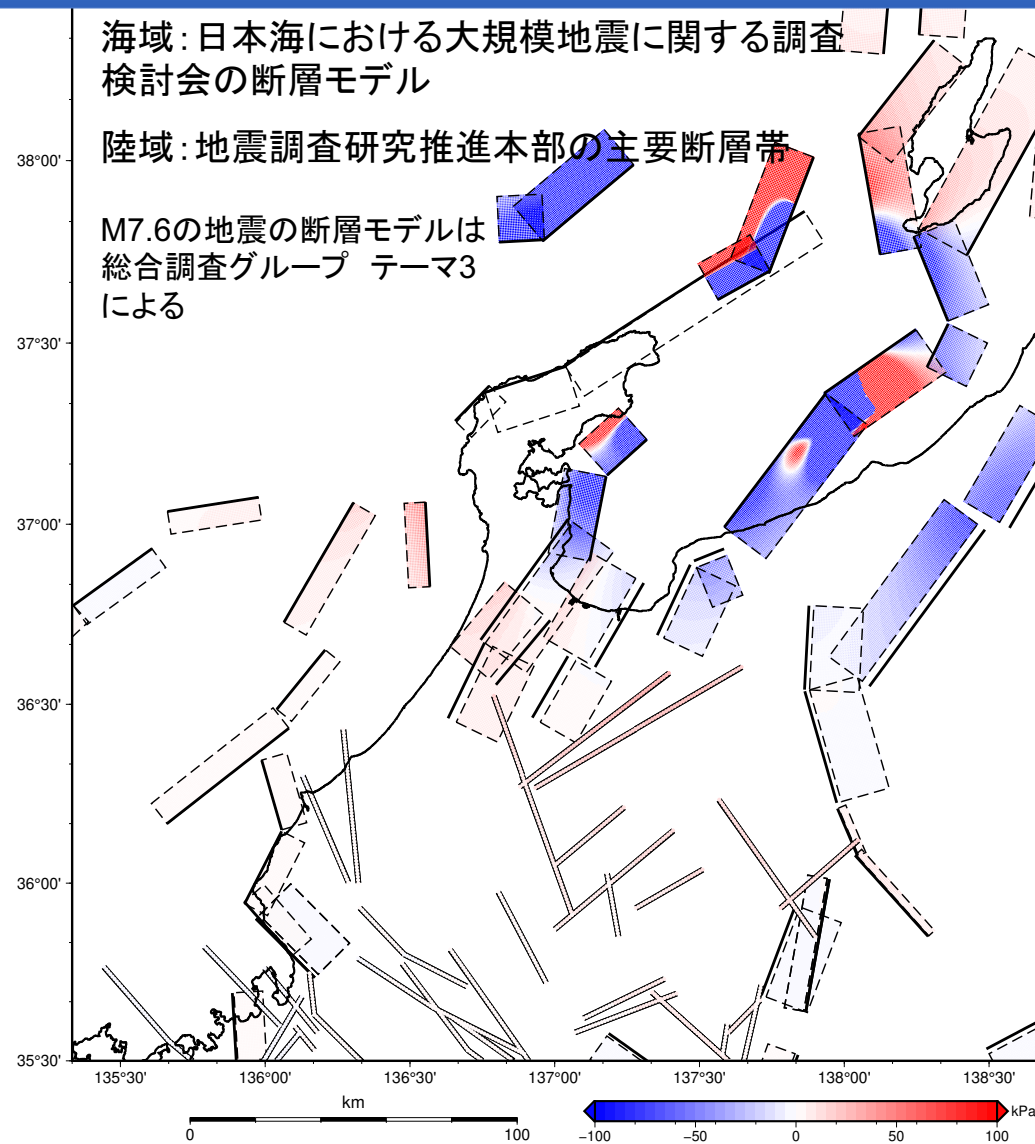 海域：日本海における大規模地震に関する調査
検討会の断層モデル
陸域：地震調査研究推進本部の主要断層帯
M7.6の地震の断層モデルは
総合調査グループ　テーマ3
による
38°00'
37°30'
37°00'
36°30'
36°00'
35°30'
135°30' 136°00' 136°30' 137°00' 137°30' 138°00' 138°30'
km
0 100
kPa
−100 −50 0 50 100